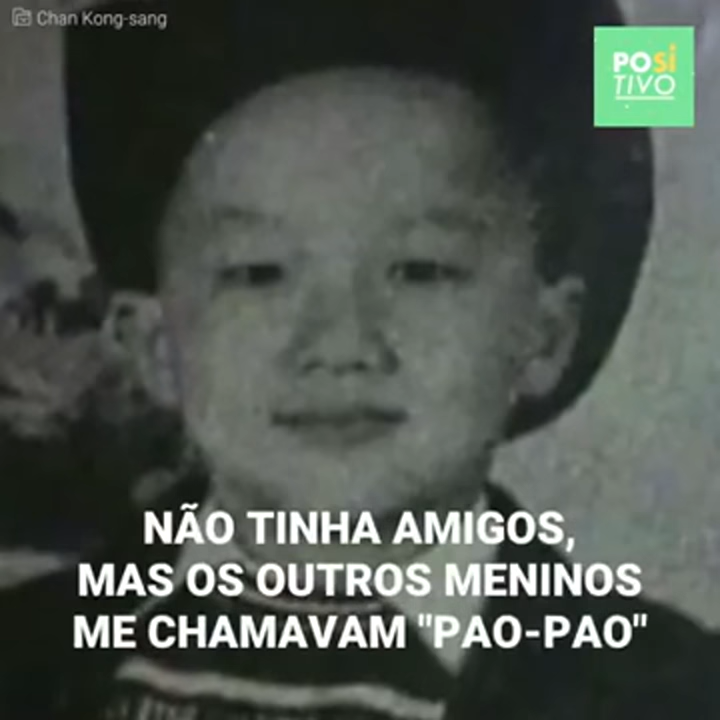 Chan Kong-sang
POSi
TIVO
NÃO TINHA AMIGOS,
MAS OS OUTROS MENINOS
ME CHAMAVAM "PAO-PAO"